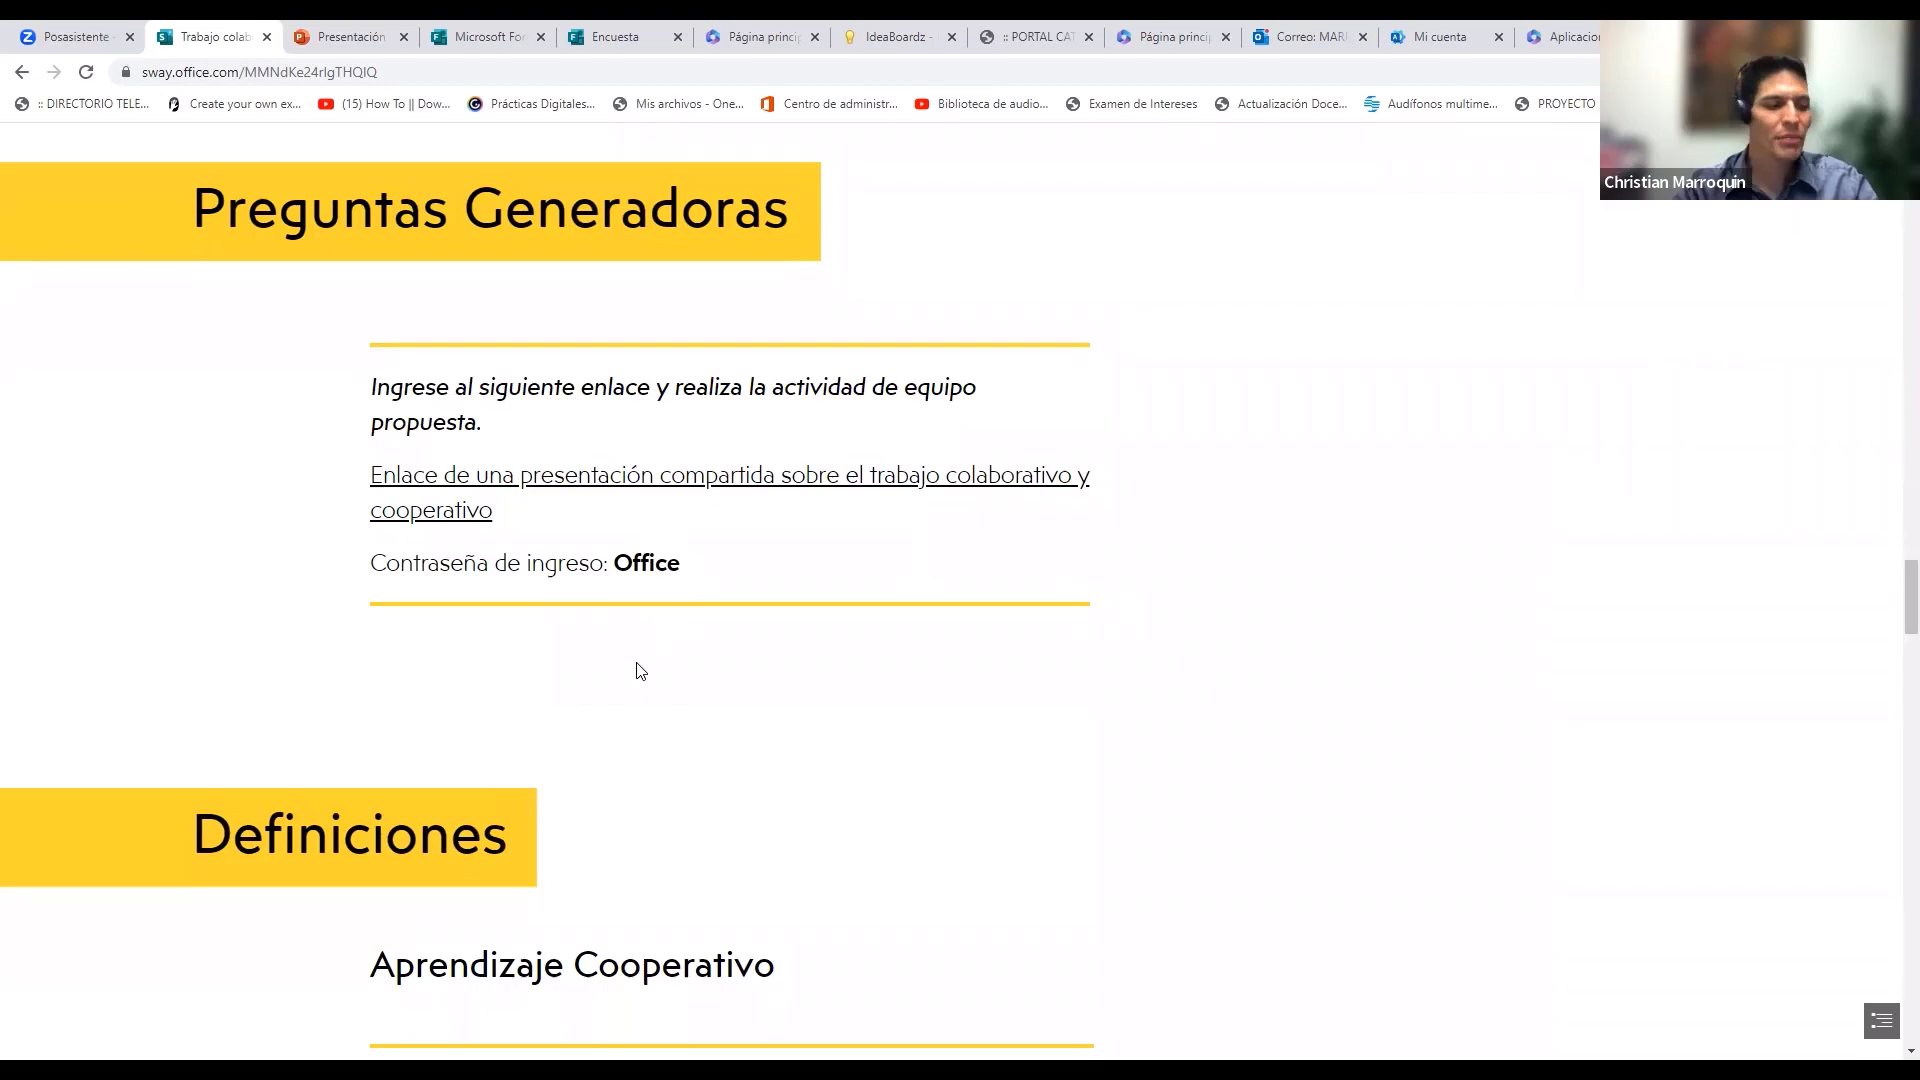 Posasistente
Trabajo colab
Presentación
Microsoft Fo
Encuesta
Página princi
IdeaBoardz -
:: PORTAL CA
Página princi
Correo: MAR
Mi cuenta
Aplicacion
sway.office.com/MMNdKe24rIgTHQIQ
:: DIRECTORIO TELE...
Create your own ex...
(15) How To || Dow...
Prácticas Digitales...
Mis archivos - One...
Centro de administr...
Biblioteca de audio...
Examen de Intereses
Actualización Doce...
Audífonos multime...
PROYECTO
Christian Marroquin
Preguntas Generadoras
Ingrese al siguiente enlace y realiza la actividad de equipo
propuesta.
Enlace de una presentación compartida sobre el trabajo colaborativo y
cooperativo
Contraseña de ingreso: Office
Definiciones
Aprendizaje Cooperativo